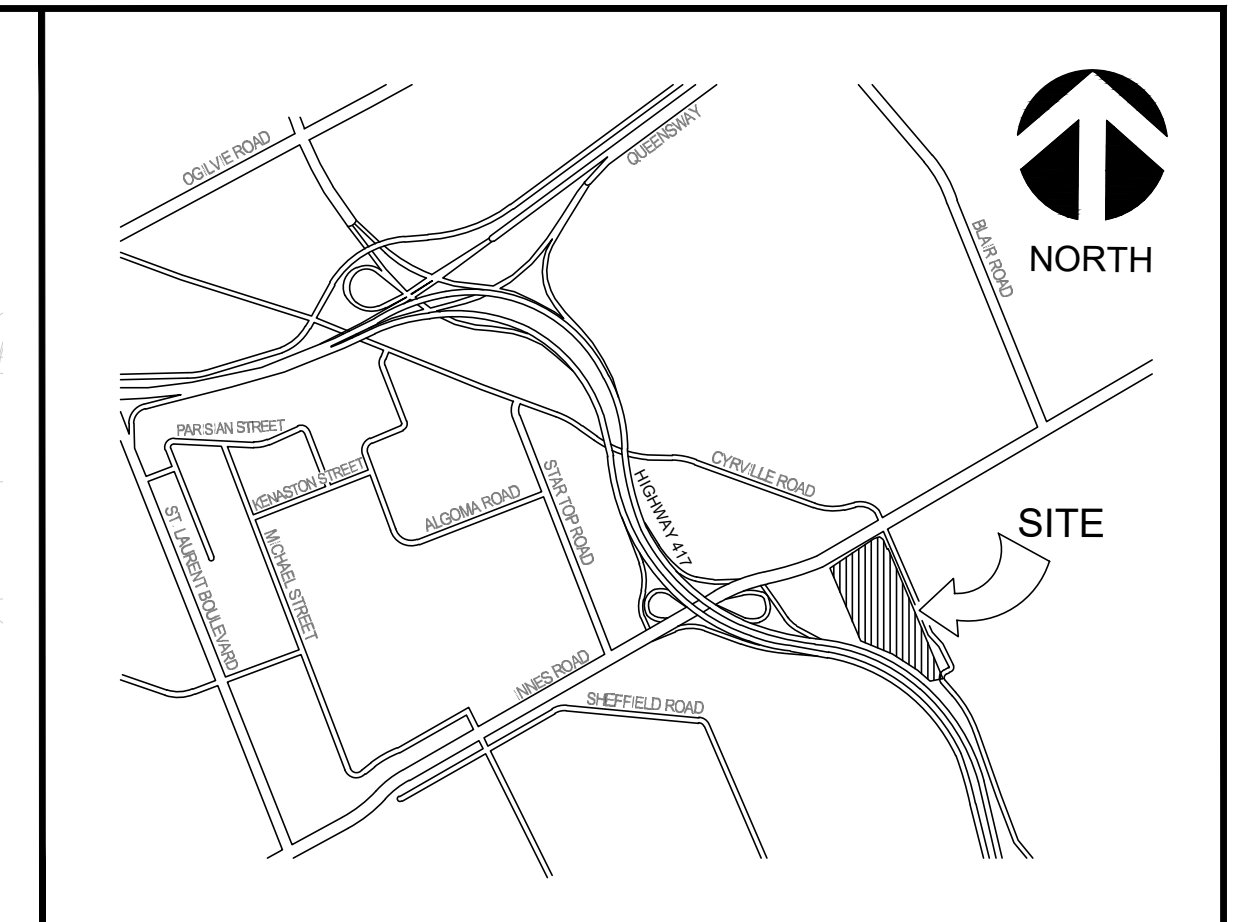 OGILVIE ROAD
QUEENSWAY
BLAIR ROAD
NORTH
PARISIAN STREET
KENASTON STREET
ALGOMA ROAD
STAR TOP ROAD
HIGHWAY 417
CYRVILLE ROAD
SITE
ST. LAURENT BOULEVARD
MICHAEL STREET
INNES ROAD
SHEFFIELD ROAD